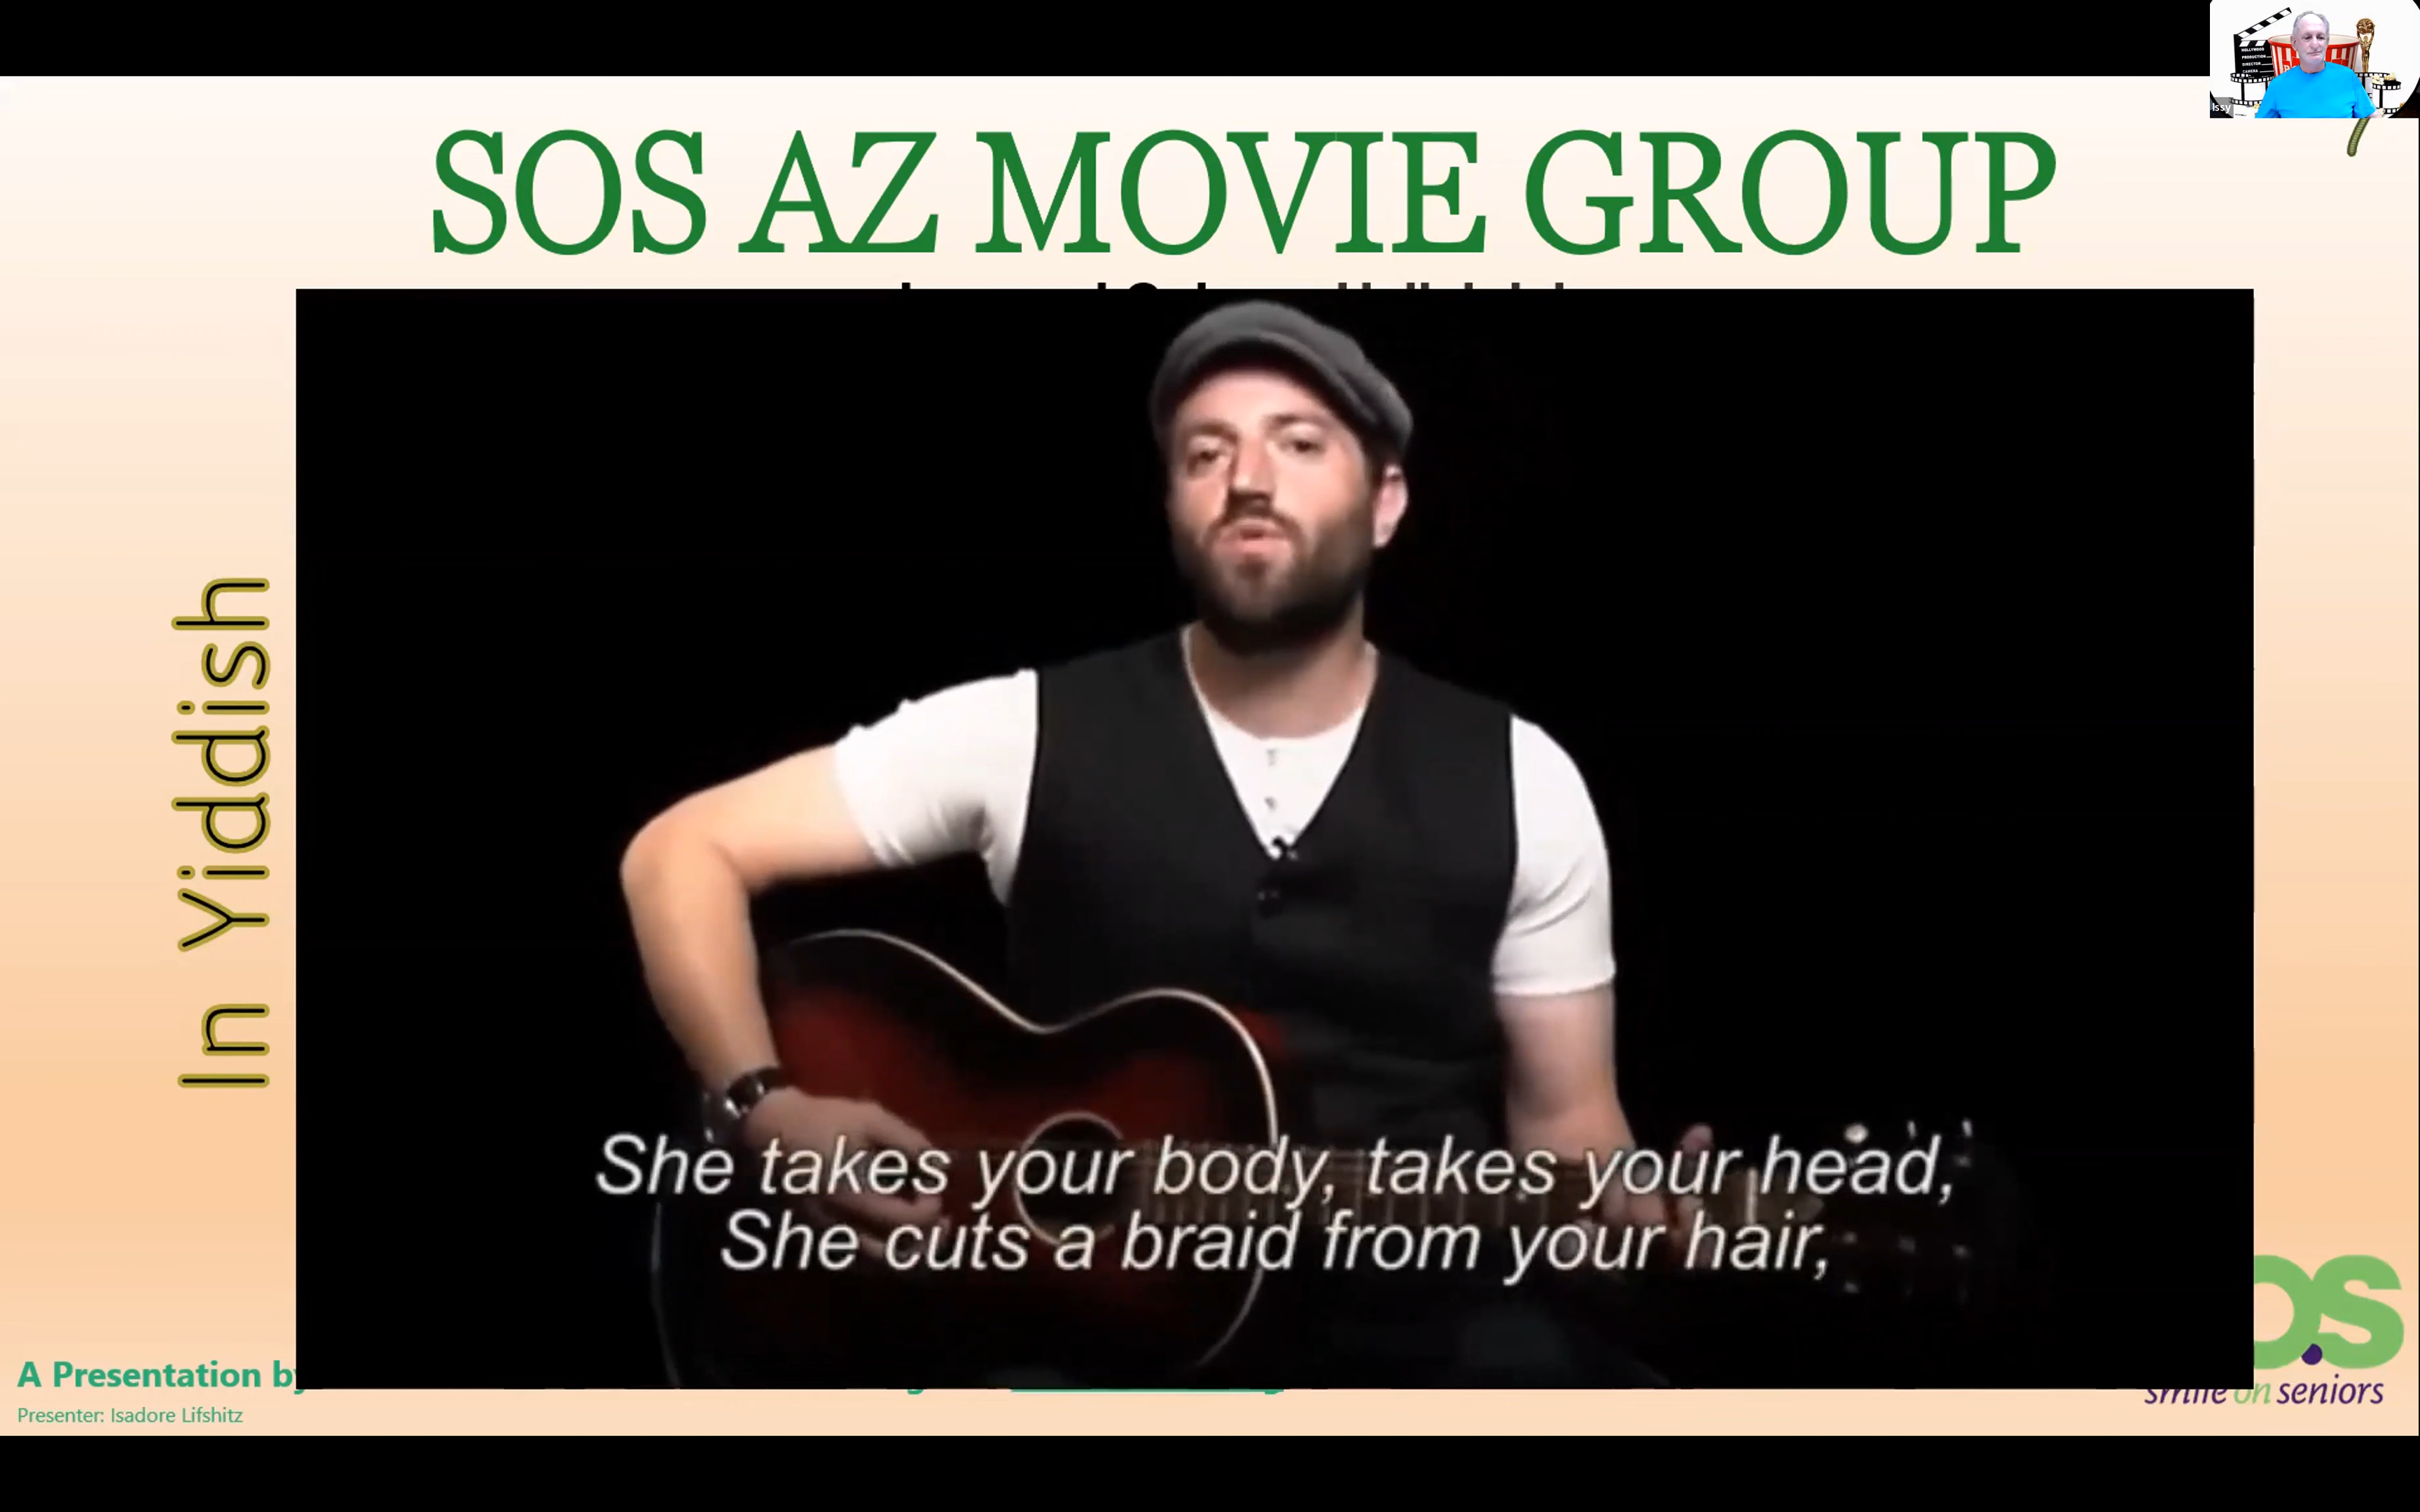 Issy
SOS AZ MOVIE GROUP
In Yiddish
She takes your body, takes your head,
She cuts a braid from your hair,
A Presentation by
Presenter: Isadore Lifshitz
smile on seniors